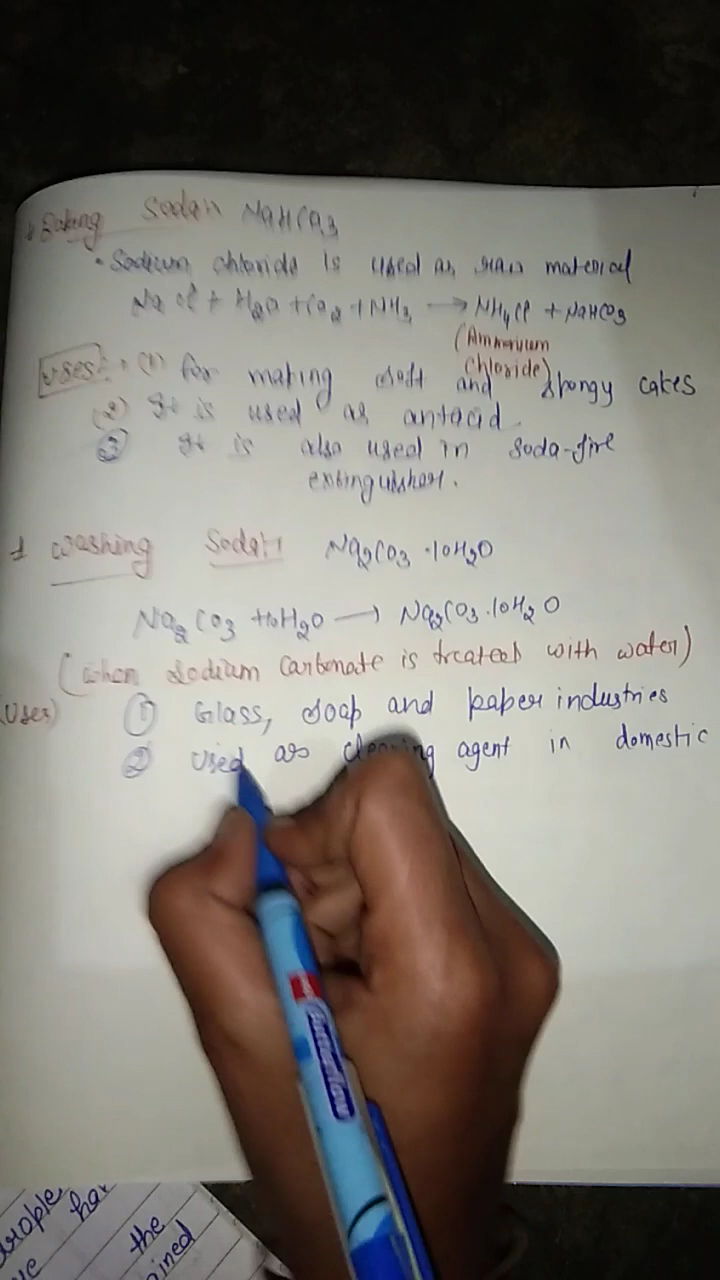 Baking Soda:- NaHCO3
• Sodium chloride is used as raw material
NaCl + H2O + CO2 + NH3 → NH4Cl + NaHCO3
(Ammonium
Chloride)
Uses:- (1) For making soft and spongy cakes
(2) It is used as antacid.
(3) It is also used in soda-fire
extinguisher.
Washing Soda:- Na2CO3 .10H2O
Na2CO3 + 10H2O → Na2CO3.10H2O
(when sodium carbonate is treated with water)
(Uses) (1) Glass, soap and paper industries
(2) Used as cleaning agent in domestic
the